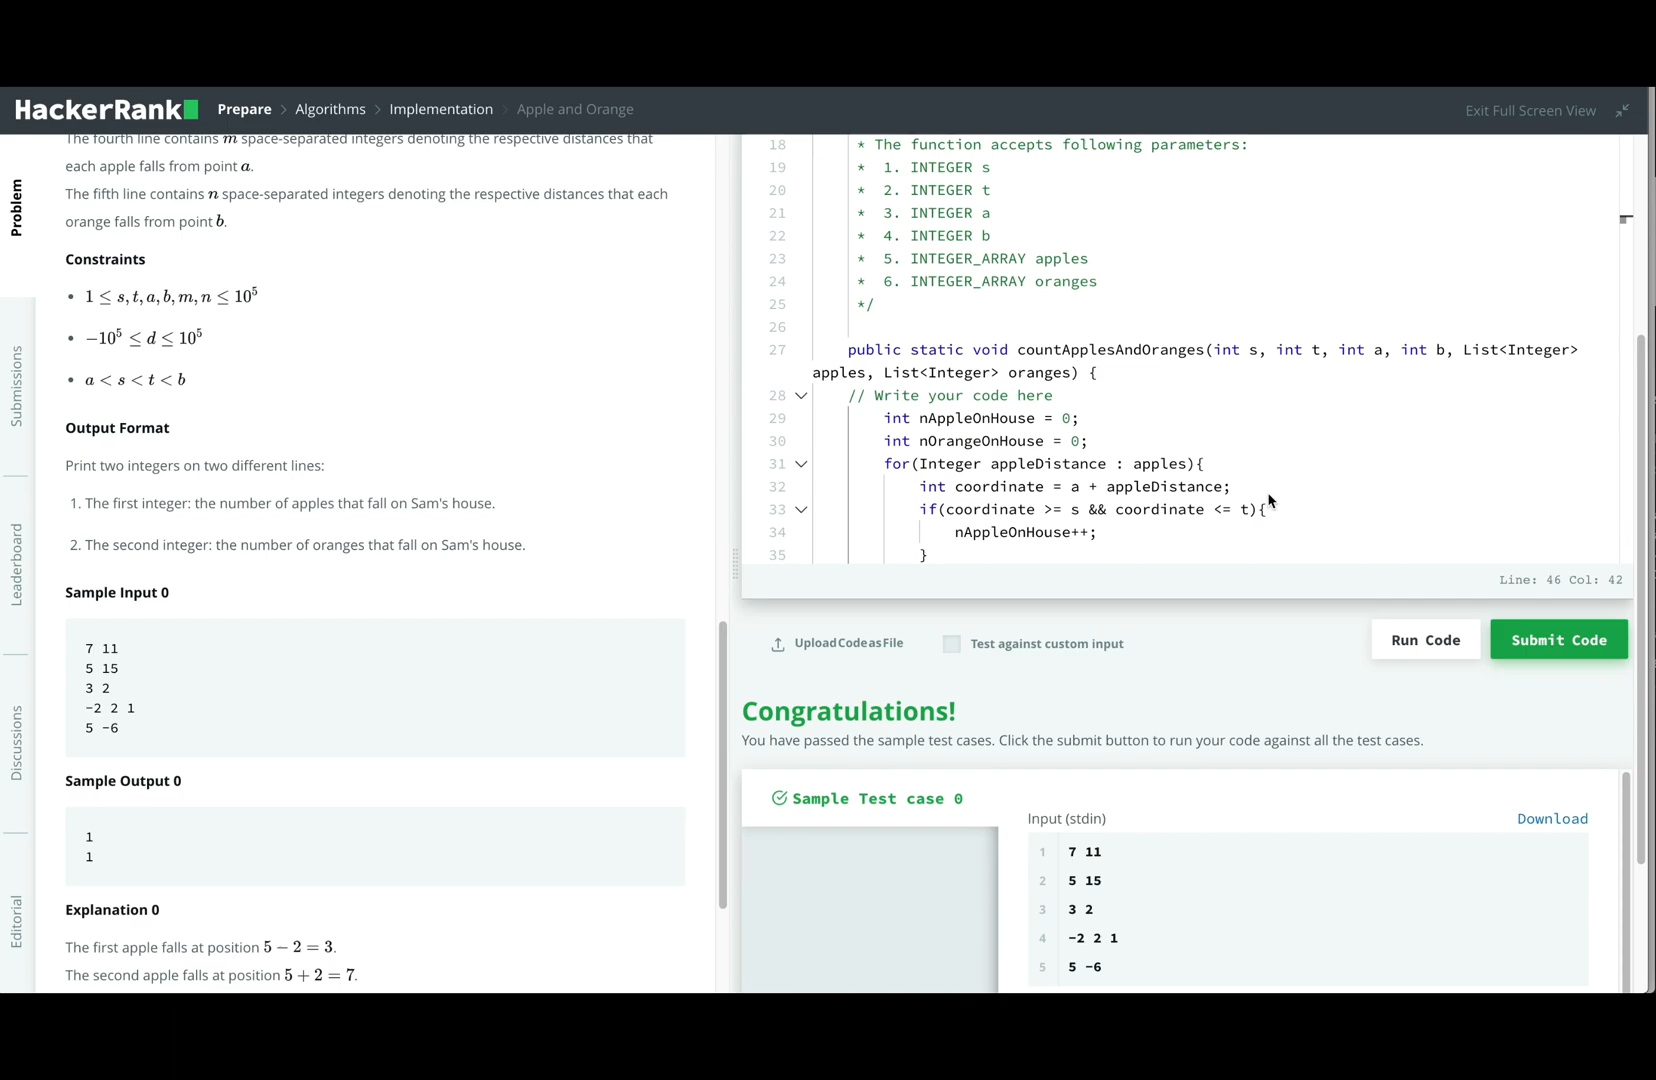 HackerRank Prepare > Algorithms > Implementation > Apple and Orange Exit Full Screen View
Problem
Submissions
Leaderboard
Discussions
Editorial
The fourth line contains m space-separated integers denoting the respective distances that
each apple falls from point a.
The fifth line contains n space-separated integers denoting the respective distances that each
orange falls from point b.
Constraints
• 1 ≤ s, t, a, b, m, n ≤ 10^5
• −10^5 ≤ d ≤ 10^5
• a < s < t < b
Output Format
Print two integers on two different lines:
1. The first integer: the number of apples that fall on Sam's house.
2. The second integer: the number of oranges that fall on Sam's house.
Sample Input 0
7 11
5 15
3 2
-2 2 1
5 -6
Sample Output 0
1
1
Explanation 0
The first apple falls at position 5 − 2 = 3.
The second apple falls at position 5 + 2 = 7.
18 * The function accepts following parameters:
19 * 1. INTEGER s
20 * 2. INTEGER t
21 * 3. INTEGER a
22 * 4. INTEGER b
23 * 5. INTEGER_ARRAY apples
24 * 6. INTEGER_ARRAY oranges
25 */
26
27 public static void countApplesAndOranges(int s, int t, int a, int b, List<Integer>
apples, List<Integer> oranges) {
28 // Write your code here
29 int nAppleOnHouse = 0;
30 int nOrangeOnHouse = 0;
31 for(Integer appleDistance : apples){
32 int coordinate = a + appleDistance;
33 if(coordinate >= s && coordinate <= t){
34 nAppleOnHouse++;
35 }
Line: 46 Col: 42
Upload Code as File Test against custom input Run Code Submit Code
Congratulations!
You have passed the sample test cases. Click the submit button to run your code against all the test cases.
Sample Test case 0
Input (stdin) Download
1 7 11
2 5 15
3 3 2
4 -2 2 1
5 5 -6